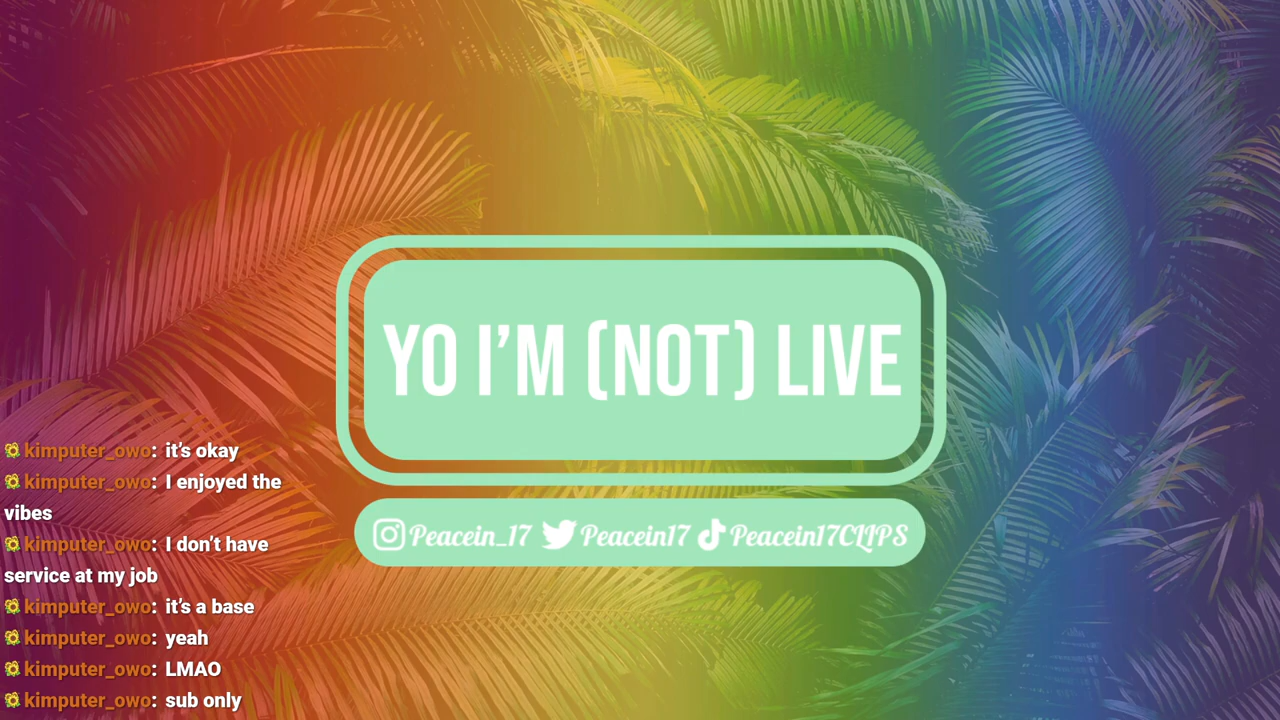 YO I'M (NOT) LIVE
Peacein_17 Peacein17 Peacein17CLIPS
kimputer_owo: it's okay
kimputer_owo: I enjoyed the
vibes
kimputer_owo: I don't have
service at my job
kimputer_owo: it's a base
kimputer_owo: yeah
kimputer_owo: LMAO
kimputer_owo: sub only